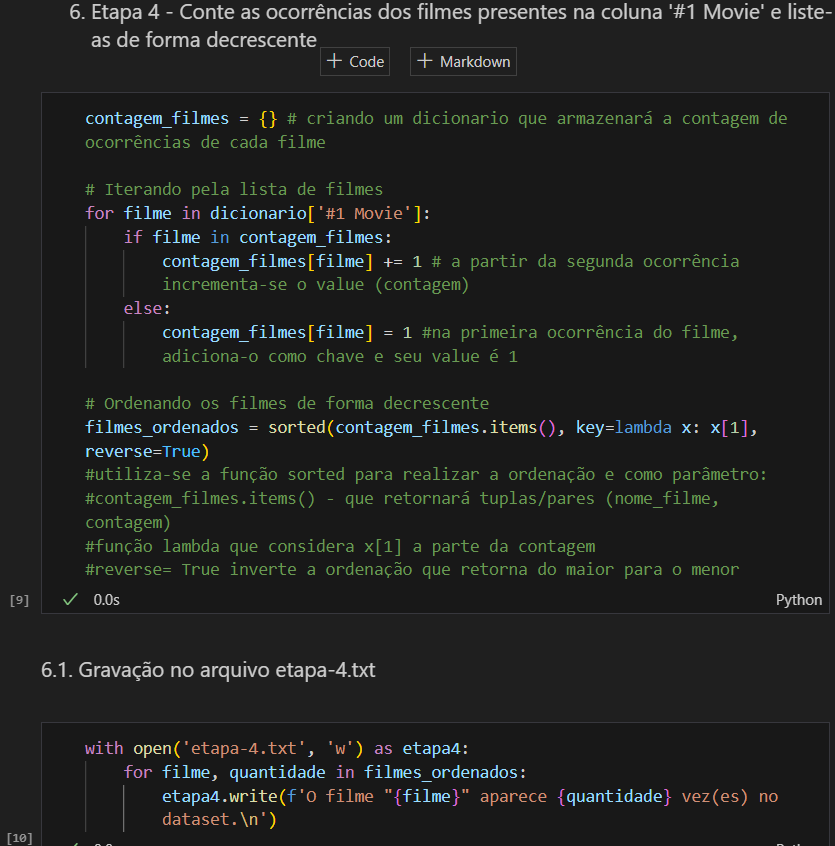 6. Etapa 4 - Conte as ocorrências dos filmes presentes na coluna '#1 Movie' e liste-
as de forma decrescente
+ Code + Markdown
contagem_filmes = {} # criando um dicionario que armazenará a contagem de
ocorrências de cada filme
# Iterando pela lista de filmes
for filme in dicionario['#1 Movie']:
if filme in contagem_filmes:
contagem_filmes[filme] += 1 # a partir da segunda ocorrência
incrementa-se o value (contagem)
else:
contagem_filmes[filme] = 1 #na primeira ocorrência do filme,
adiciona-o como chave e seu value é 1
# Ordenando os filmes de forma decrescente
filmes_ordenados = sorted(contagem_filmes.items(), key=lambda x: x[1],
reverse=True)
#utiliza-se a função sorted para realizar a ordenação e como parâmetro:
#contagem_filmes.items() - que retornará tuplas/pares (nome_filme,
contagem)
#função lambda que considera x[1] a parte da contagem
#reverse= True inverte a ordenação que retorna do maior para o menor
[9] ✓ 0.0s Python
6.1. Gravação no arquivo etapa-4.txt
with open('etapa-4.txt', 'w') as etapa4:
for filme, quantidade in filmes_ordenados:
etapa4.write(f'O filme "{filme}" aparece {quantidade} vez(es) no
dataset.\n')
[10]